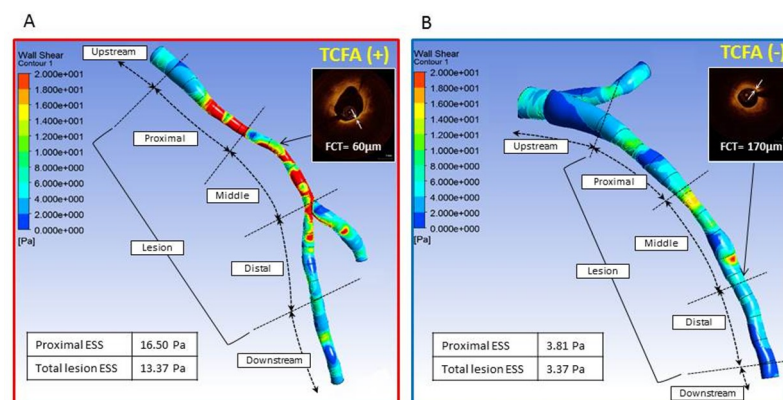 A
TCFA (+)
Wall Shear
Contour 1
2.000e+001
1.800e+001
1.600e+001
1.400e+001
1.200e+001
1.000e+001
8.000e+000
6.000e+000
4.000e+000
2.000e+000
0.000e+000
[Pa]
Upstream
Proximal
Middle
Lesion
Distal
Downstream
FCT= 60μm
Proximal ESS 16.50 Pa
Total lesion ESS 13.37 Pa
B
TCFA (-)
Wall Shear
Contour 1
2.000e+001
1.800e+001
1.600e+001
1.400e+001
1.200e+001
1.000e+001
8.000e+000
6.000e+000
4.000e+000
2.000e+000
0.000e+000
[Pa]
Upstream
Proximal
Middle
Lesion
Distal
Downstream
FCT= 170μm
Proximal ESS 3.81 Pa
Total lesion ESS 3.37 Pa